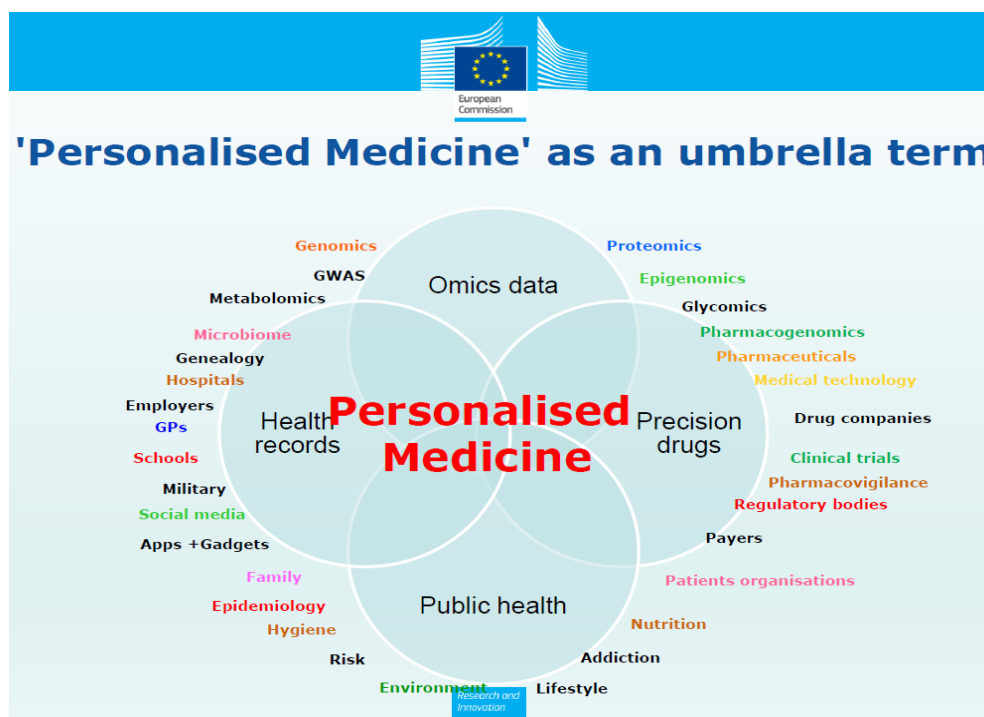 European
Commission
'Personalised Medicine' as an umbrella term
Genomics
Proteomics
GWAS
Omics data
Epigenomics
Metabolomics
Glycomics
Microbiome
Pharmacogenomics
Genealogy
Pharmaceuticals
Hospitals
Medical technology
Employers
Drug companies
GPs
Health
records
Personalised
Medicine
Precision
drugs
Schools
Clinical trials
Military
Pharmacovigilance
Social media
Regulatory bodies
Apps +Gadgets
Payers
Family
Patients organisations
Epidemiology
Public health
Hygiene
Nutrition
Risk
Addiction
Environment
Lifestyle
Research and
Innovation